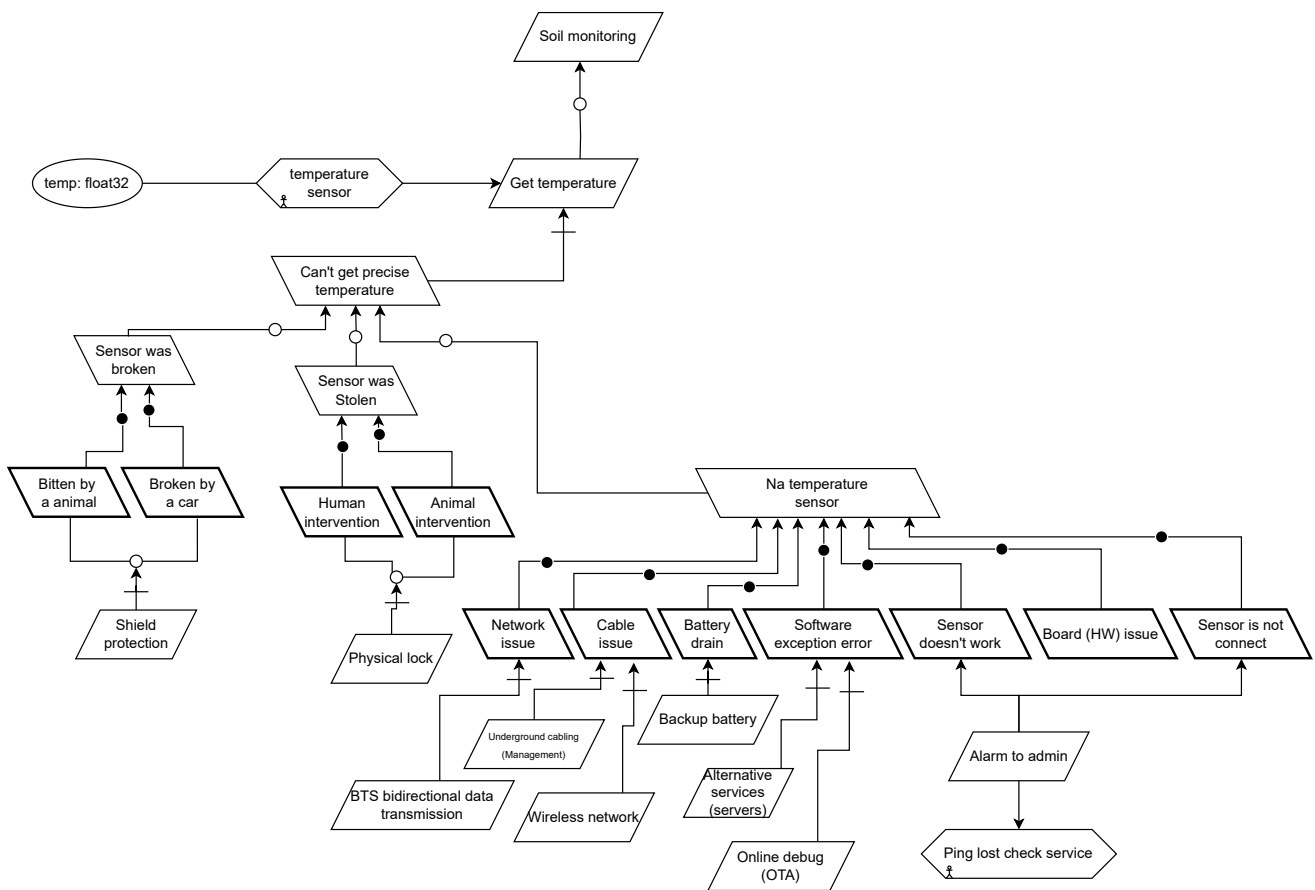 Soil monitoring
temp: float32
temperature
sensor
Get temperature
Can't get precise
temperature
Sensor was
broken
Sensor was
Stolen
Bitten by
a animal
Broken by
a car
Human
intervention
Animal
intervention
Na temperature
sensor
Shield
protection
Physical lock
Network
issue
Cable
issue
Battery
drain
Software
exception error
Sensor
doesn't work
Board (HW) issue
Sensor is not
connect
Underground cabling
(Management)
Backup battery
BTS bidirectional data
transmission
Wireless network
Alternative
services
(servers)
Alarm to admin
Online debug
(OTA)
Ping lost check service